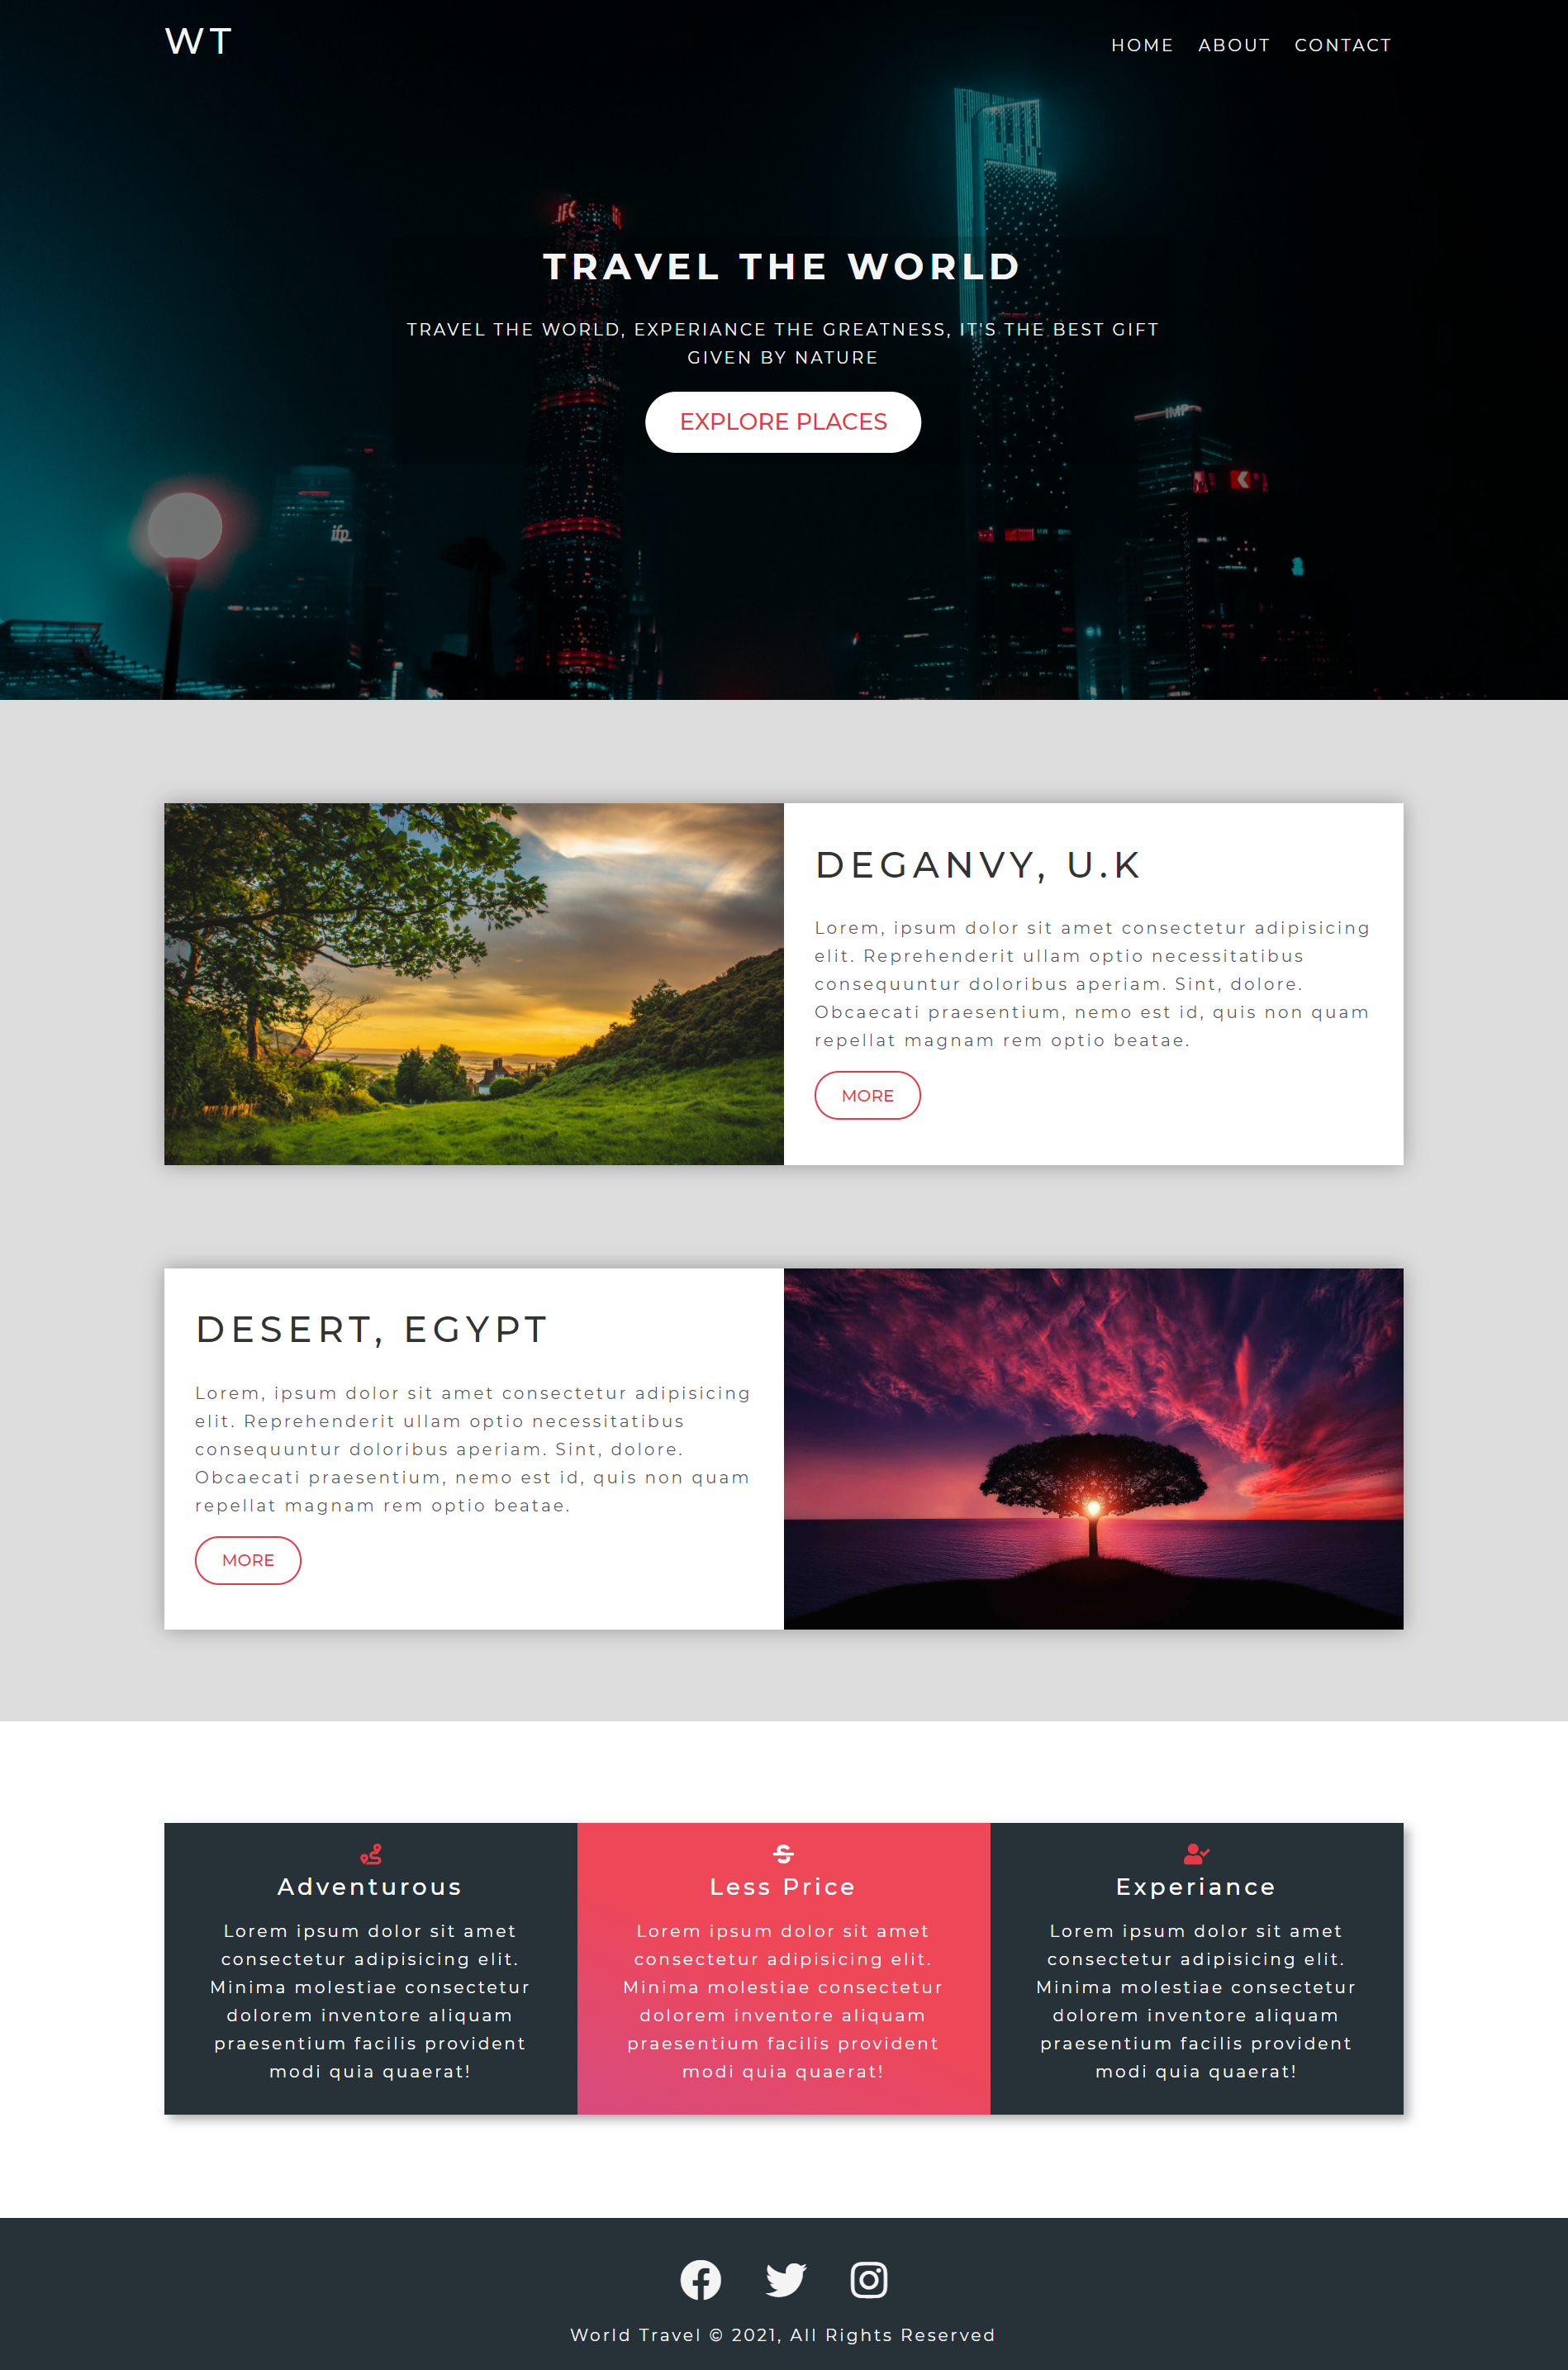 WT
HOME ABOUT CONTACT
IFC
TRAVEL THE WORLD
TRAVEL THE WORLD, EXPERIANCE THE GREATNESS, IT'S THE BEST GIFT
GIVEN BY NATURE
IMP
EXPLORE PLACES
ifp
DEGANVY, U.K
Lorem, ipsum dolor sit amet consectetur adipisicing
elit. Reprehenderit ullam optio necessitatibus
consequuntur doloribus aperiam. Sint, dolore.
Obcaecati praesentium, nemo est id, quis non quam
repellat magnam rem optio beatae.
MORE
DESERT, EGYPT
Lorem, ipsum dolor sit amet consectetur adipisicing
elit. Reprehenderit ullam optio necessitatibus
consequuntur doloribus aperiam. Sint, dolore.
Obcaecati praesentium, nemo est id, quis non quam
repellat magnam rem optio beatae.
MORE
Adventurous
Lorem ipsum dolor sit amet
consectetur adipisicing elit.
Minima molestiae consectetur
dolorem inventore aliquam
praesentium facilis provident
modi quia quaerat!
Less Price
Lorem ipsum dolor sit amet
consectetur adipisicing elit.
Minima molestiae consectetur
dolorem inventore aliquam
praesentium facilis provident
modi quia quaerat!
Experiance
Lorem ipsum dolor sit amet
consectetur adipisicing elit.
Minima molestiae consectetur
dolorem inventore aliquam
praesentium facilis provident
modi quia quaerat!
World Travel © 2021, All Rights Reserved